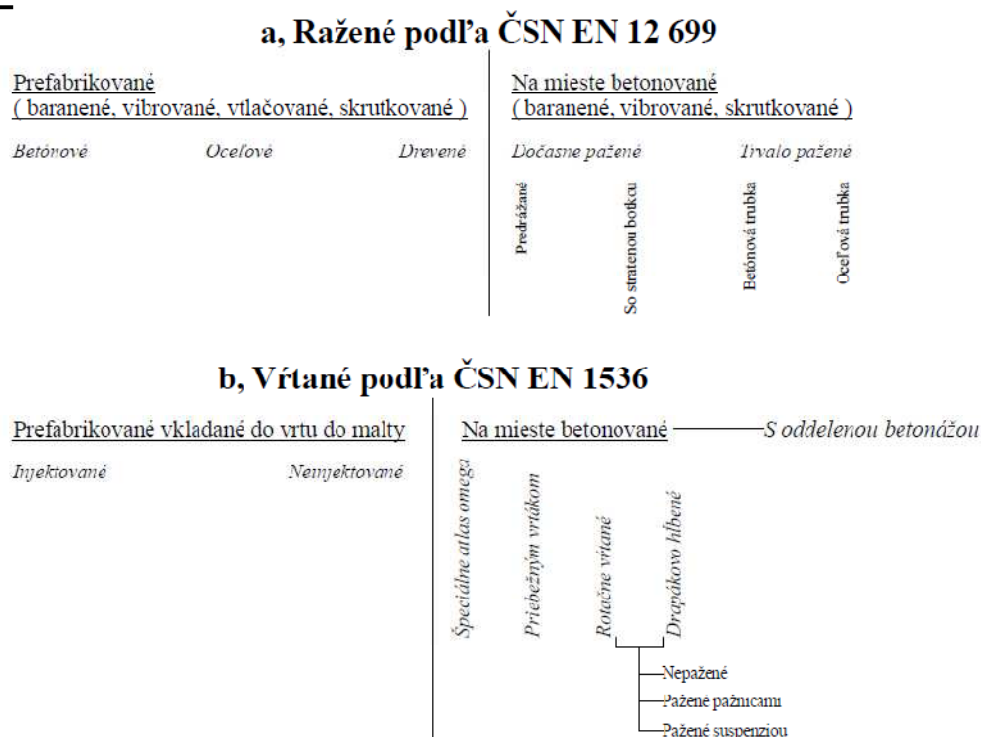 a, Ražené podľa ČSN EN 12 699
Prefabrikované
( baranené, vibrované, vtlačované, skrutkované )
Betónové Oceľové Drevené
Na mieste betonované
( baranené, vibrované, skrutkované )
Dočasne pažené Trvalo pažené
Predrážané
So stratenou botkou
Betónová trubka
Oceľová trubka
b, Vŕtané podľa ČSN EN 1536
Prefabrikované vkladané do vrtu do malty
Injektované Neinjektované
Na mieste betonované S oddelenou betonážou
Špeciálne atlas omega
Priebežným vrtákom
Rotačne vŕtané
Drapákovo hĺbené
Nepažené
Pažené pažnicami
Pažené suspenziou